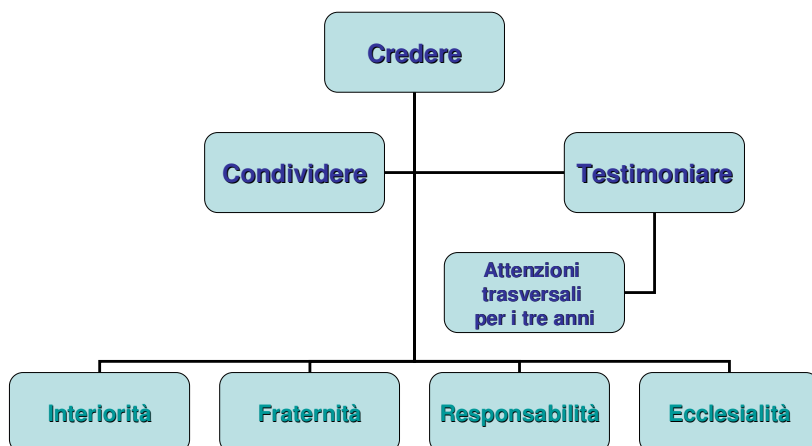 Credere
Condividere
Testimoniare
Attenzioni
trasversali
per i tre anni
Interiorità
Fraternità
Responsabilità
Ecclesialità